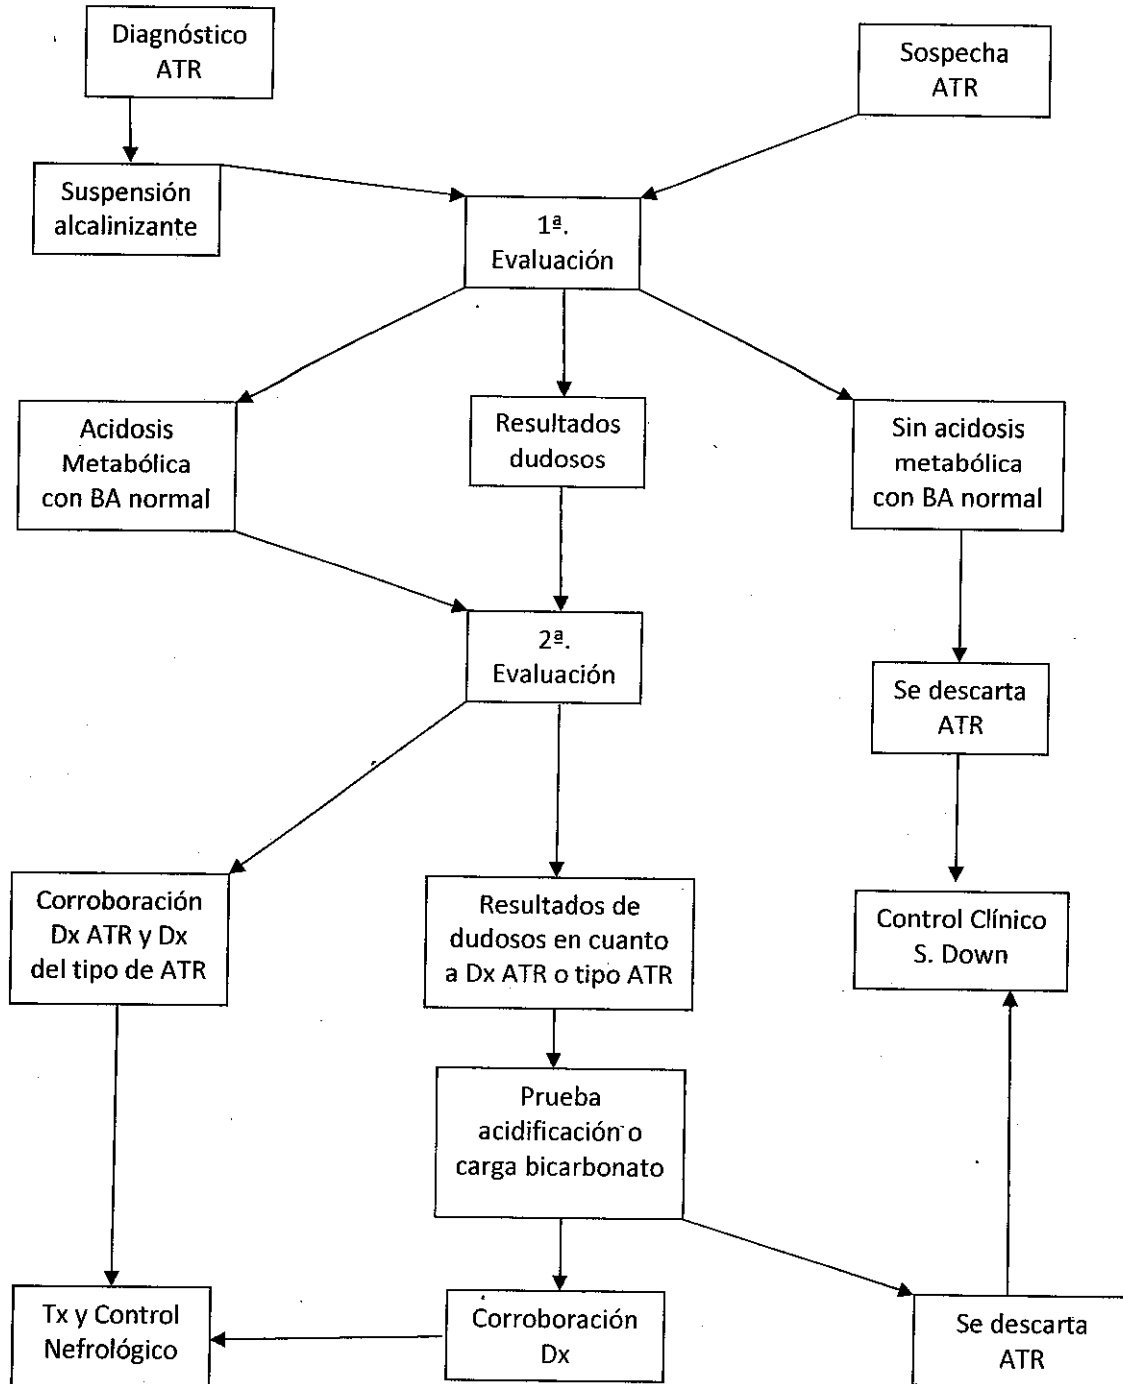 Diagnóstico
ATR
Sospecha
ATR
Suspensión
alcalinizante
1ª.
Evaluación
Acidosis
Metabólica
con BA normal
Resultados
dudosos
Sin acidosis
metabólica
con BA normal
2ª.
Evaluación
Se descarta
ATR
Corroboración
Dx ATR y Dx
del tipo de ATR
Resultados de
dudosos en cuanto
a Dx ATR o tipo ATR
Control Clínico
S. Down
Prueba
acidificación o
carga bicarbonato
Tx y Control
Nefrológico
Corroboración
Dx
Se descarta
ATR